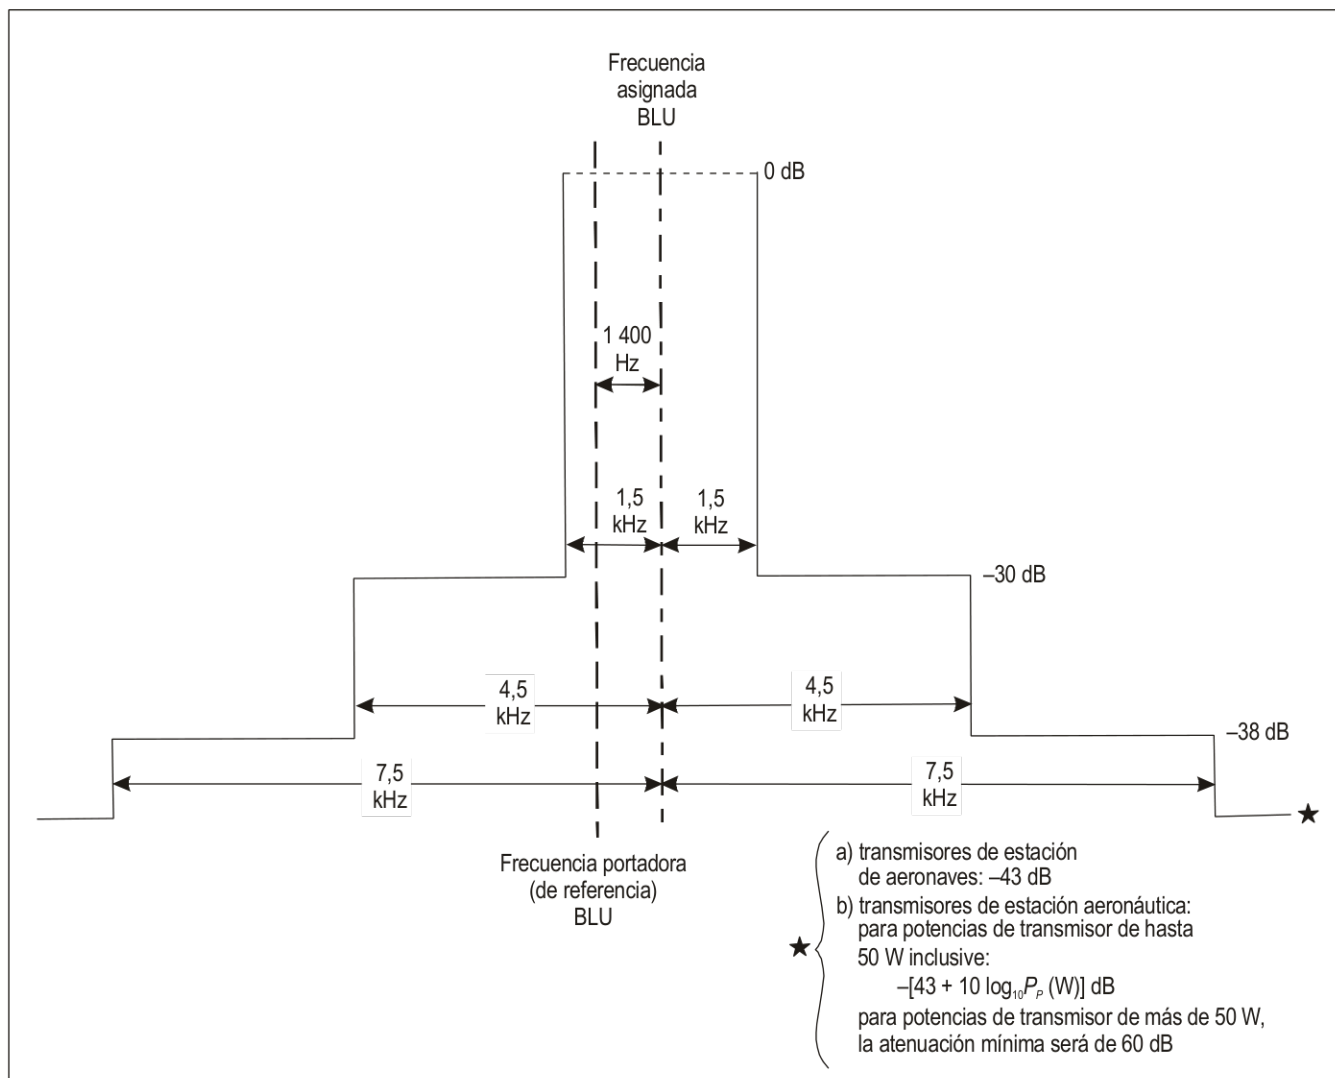 Frecuencia
asignada
BLU
0 dB
1 400
Hz
1,5
kHz
1,5
kHz
–30 dB
4,5
kHz
4,5
kHz
–38 dB
7,5
kHz
7,5
kHz
★
Frecuencia portadora
(de referencia)
BLU
★
a) transmisores de estación
de aeronaves: –43 dB
b) transmisores de estación aeronáutica:
para potencias de transmisor de hasta
50 W inclusive:
–[43 + 10 log₁₀Pₚ (W)] dB
para potencias de transmisor de más de 50 W,
la atenuación mínima será de 60 dB